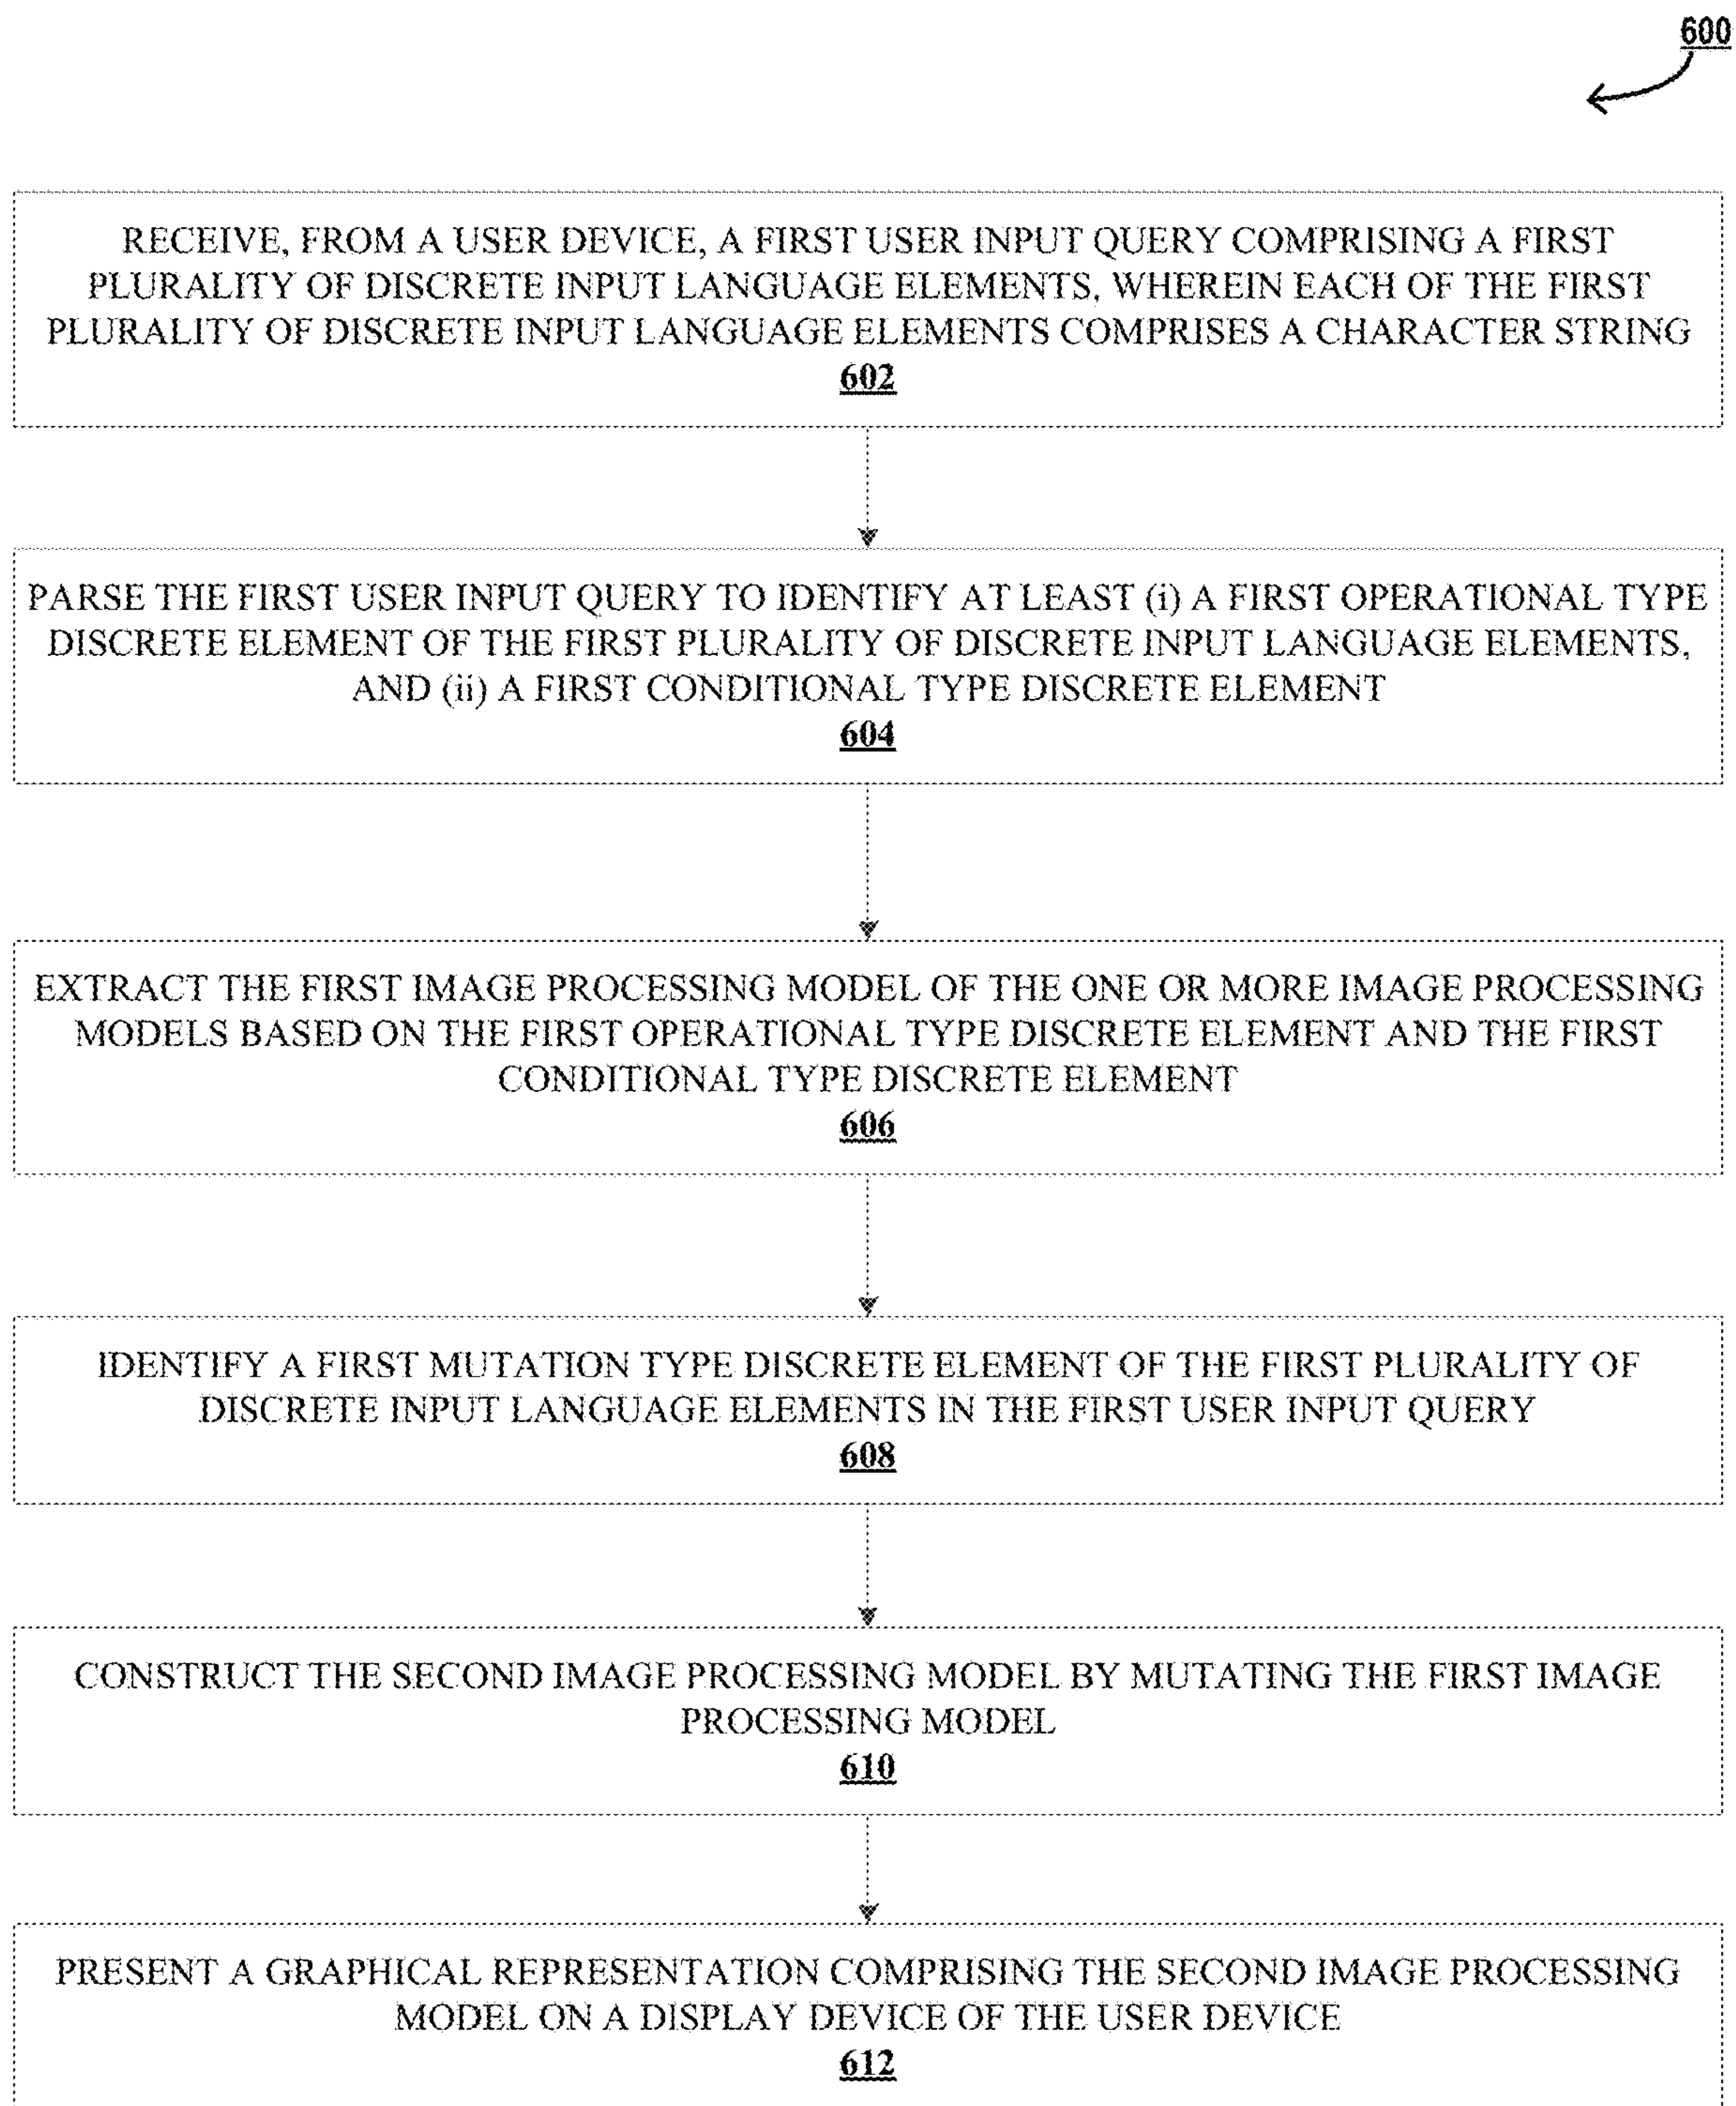 600
RECEIVE, FROM A USER DEVICE, A FIRST USER INPUT QUERY COMPRISING A FIRST
PLURALITY OF DISCRETE INPUT LANGUAGE ELEMENTS, WHEREIN EACH OF THE FIRST
PLURALITY OF DISCRETE INPUT LANGUAGE ELEMENTS COMPRISES A CHARACTER STRING
602
PARSE THE FIRST USER INPUT QUERY TO IDENTIFY AT LEAST (i) A FIRST OPERATIONAL TYPE
DISCRETE ELEMENT OF THE FIRST PLURALITY OF DISCRETE INPUT LANGUAGE ELEMENTS,
AND (ii) A FIRST CONDITIONAL TYPE DISCRETE ELEMENT
604
EXTRACT THE FIRST IMAGE PROCESSING MODEL OF THE ONE OR MORE IMAGE PROCESSING
MODELS BASED ON THE FIRST OPERATIONAL TYPE DISCRETE ELEMENT AND THE FIRST
CONDITIONAL TYPE DISCRETE ELEMENT
606
IDENTIFY A FIRST MUTATION TYPE DISCRETE ELEMENT OF THE FIRST PLURALITY OF
DISCRETE INPUT LANGUAGE ELEMENTS IN THE FIRST USER INPUT QUERY
608
CONSTRUCT THE SECOND IMAGE PROCESSING MODEL BY MUTATING THE FIRST IMAGE
PROCESSING MODEL
610
PRESENT A GRAPHICAL REPRESENTATION COMPRISING THE SECOND IMAGE PROCESSING
MODEL ON A DISPLAY DEVICE OF THE USER DEVICE
612